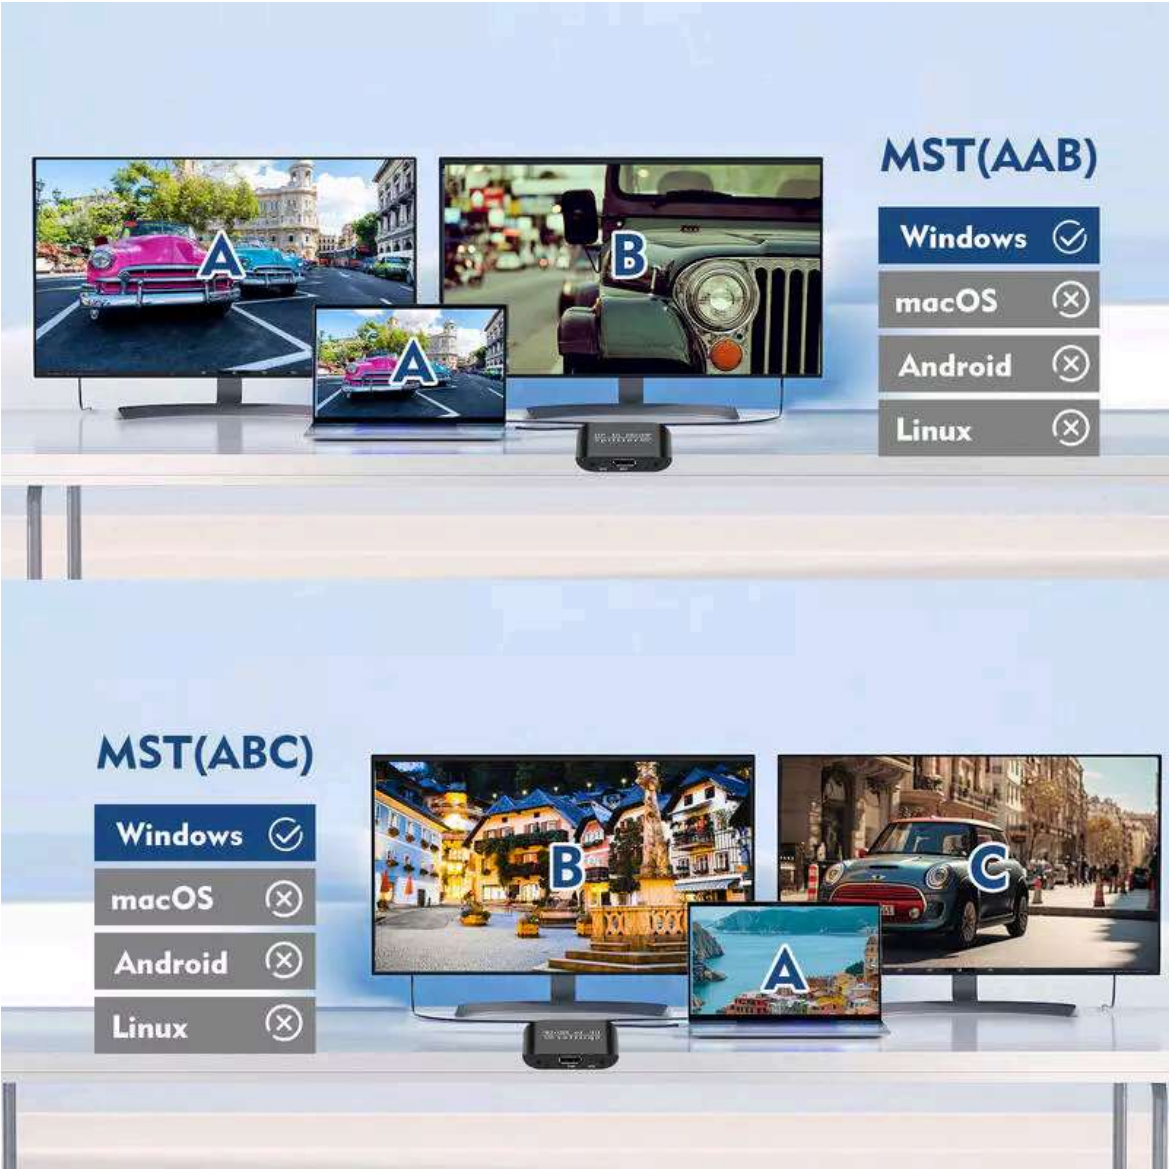 MST(AAB)
A
B
A
Windows
macOS
Android
Linux
MST(ABC)
Windows
macOS
Android
Linux
B
C
A